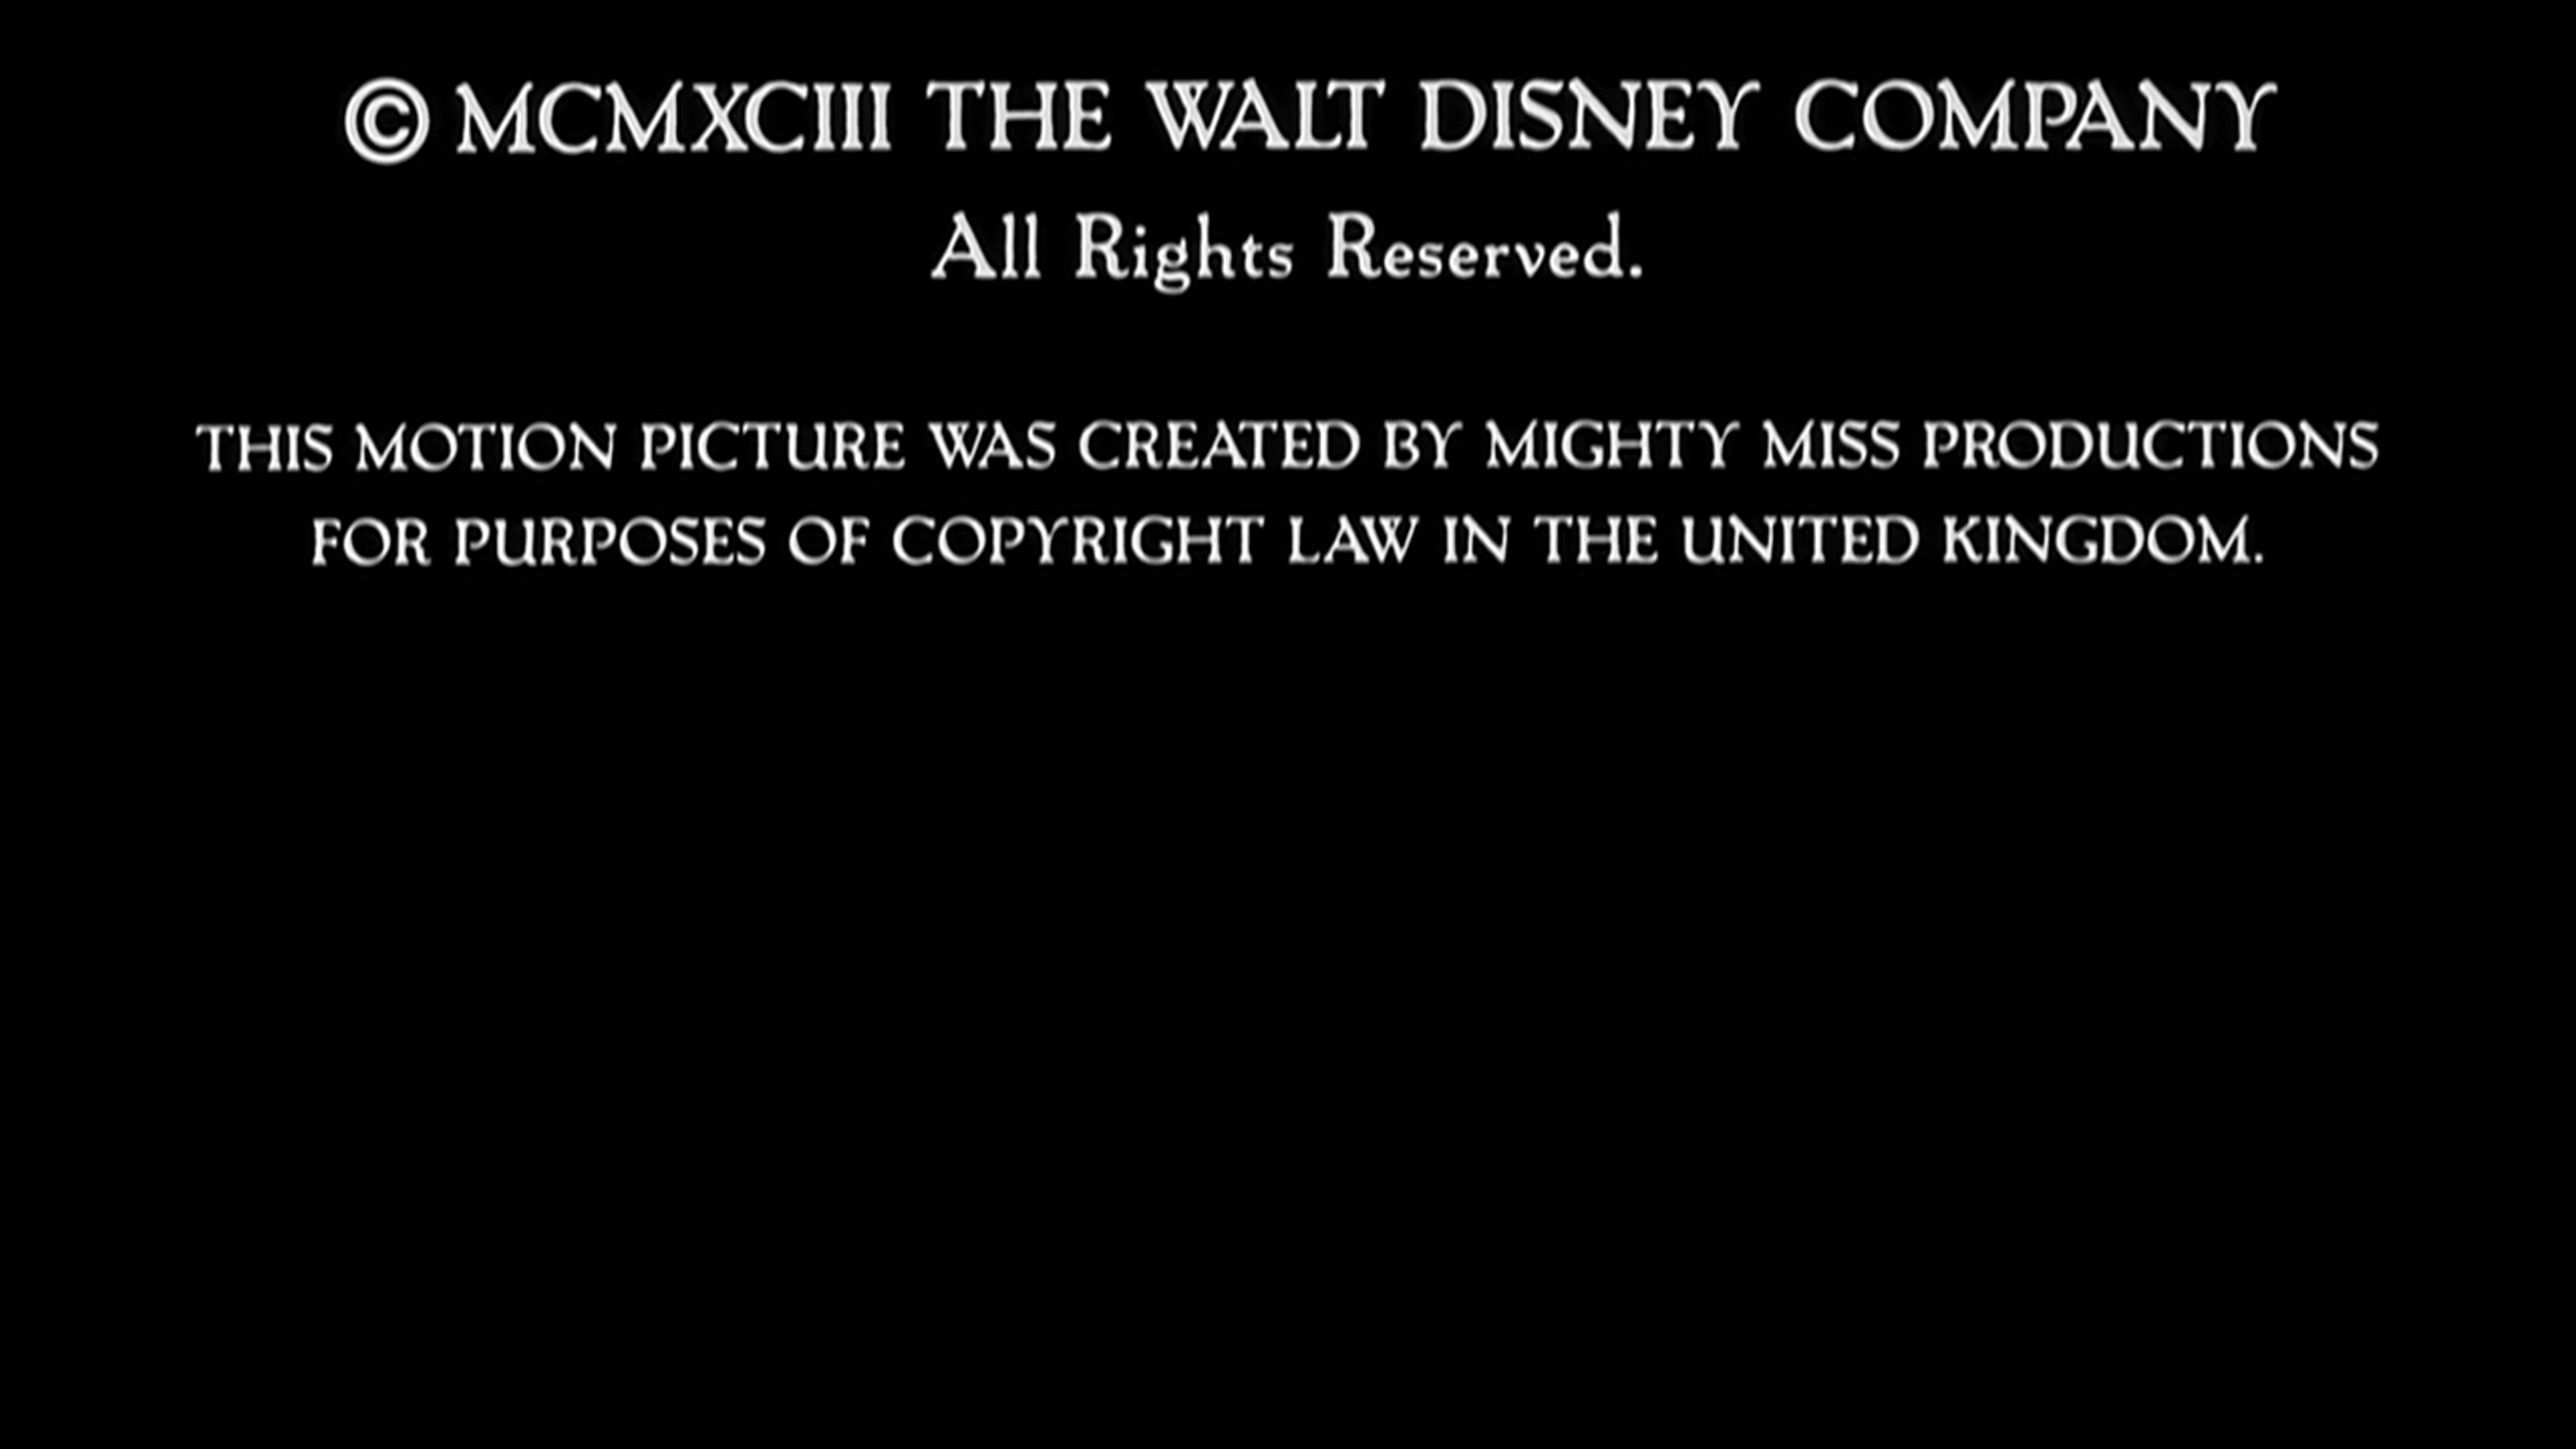 © MCMXCIII THE WALT DISNEY COMPANY
All Rights Reserved.
THIS MOTION PICTURE WAS CREATED BY MIGHTY MISS PRODUCTIONS
FOR PURPOSES OF COPYRIGHT LAW IN THE UNITED KINGDOM.